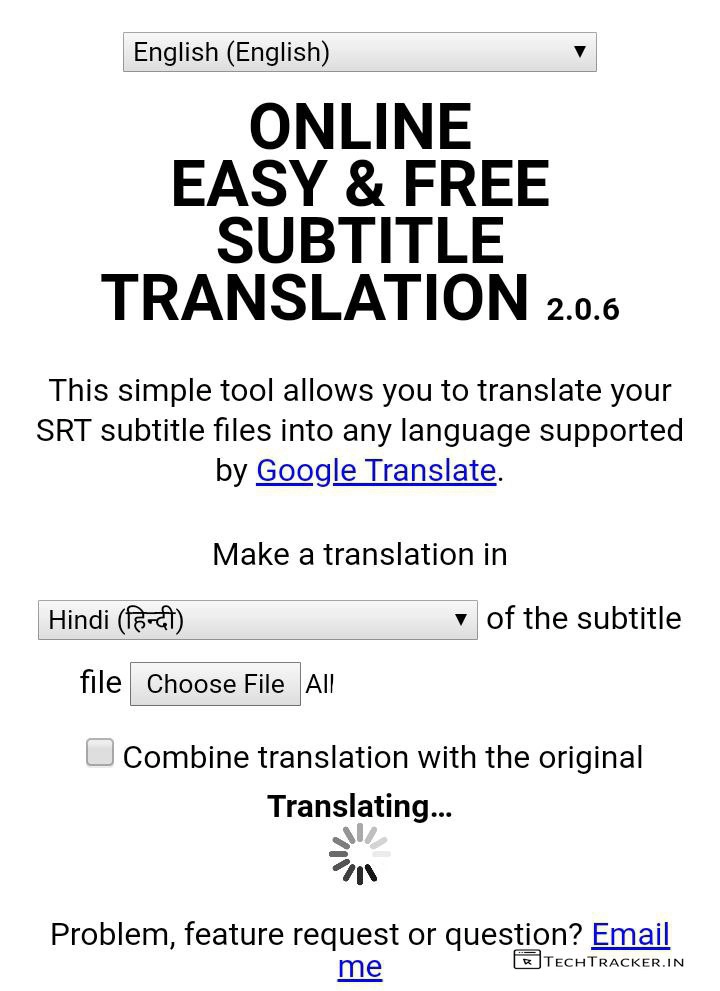 English (English)
ONLINE
EASY & FREE
SUBTITLE
TRANSLATION 2.0.6
This simple tool allows you to translate your
SRT subtitle files into any language supported
by Google Translate.
Make a translation in
Hindi (हिन्दी) of the subtitle
file Choose File All
Combine translation with the original
Translating…
Problem, feature request or question? Email
me
TECHTRACKER.IN